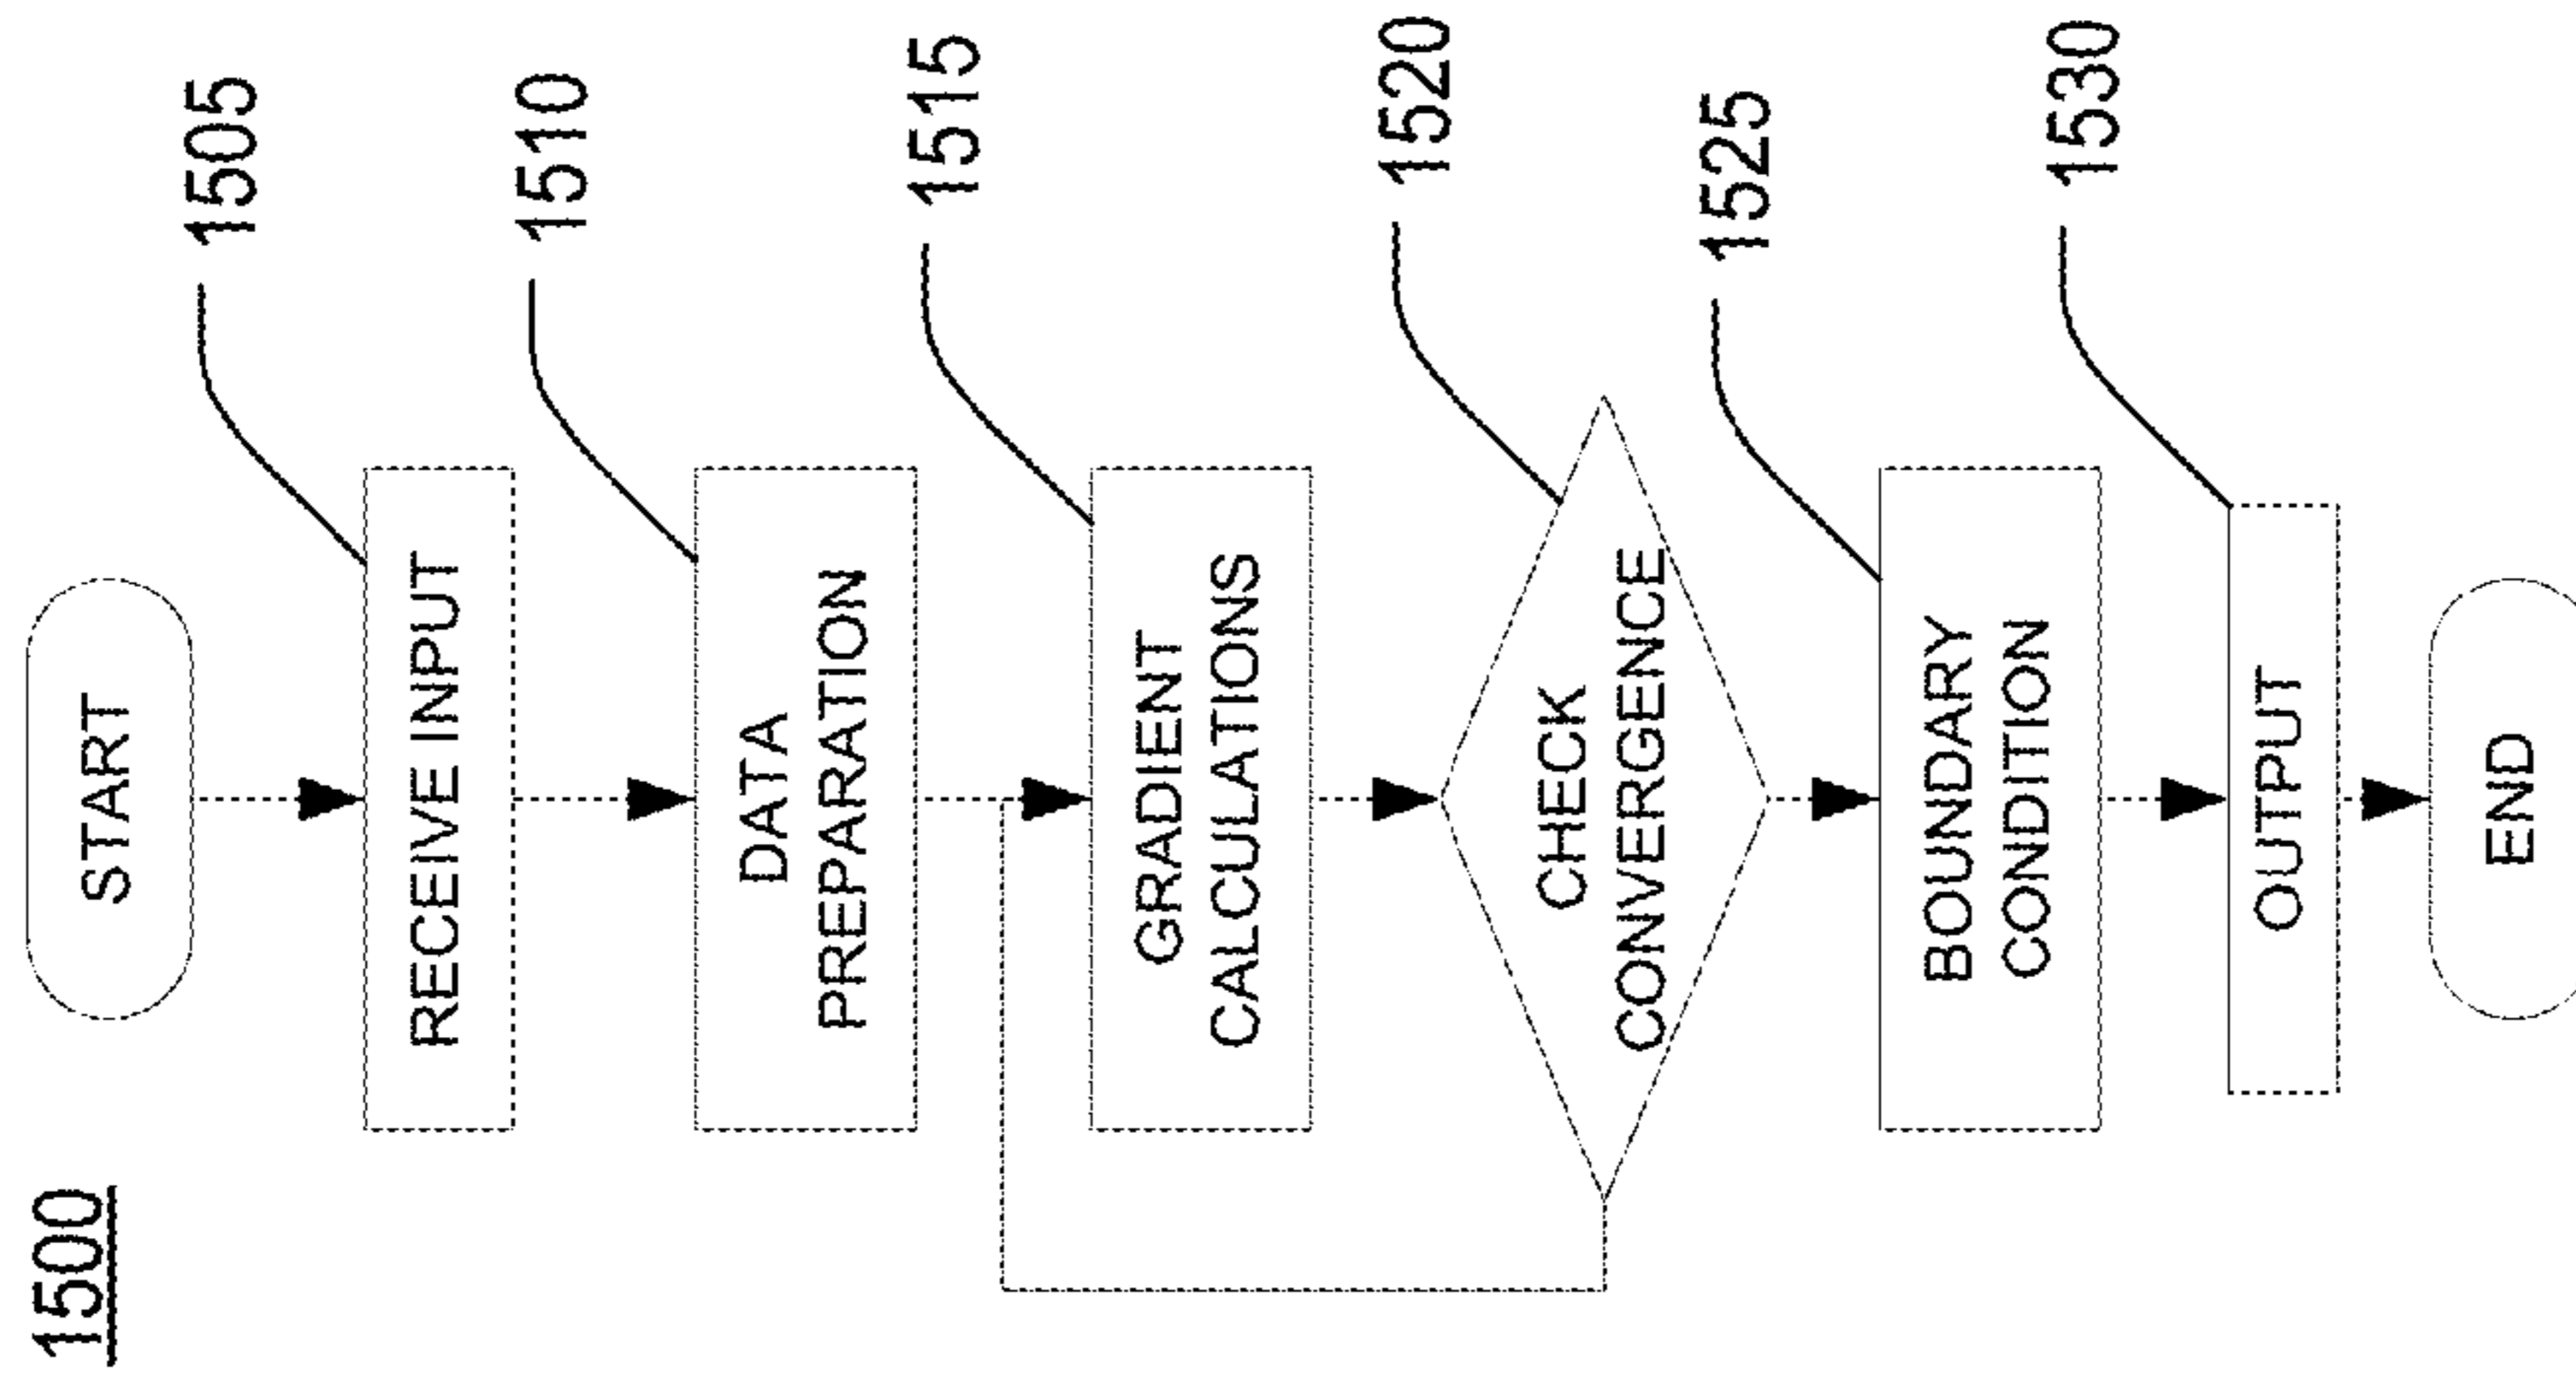 1500
START
RECEIVE INPUT
1505
DATA
PREPARATION
1510
GRADIENT
CALCULATIONS
1515
CHECK
CONVERGENCE
1520
BOUNDARY
CONDITION
1525
OUTPUT
1530
END